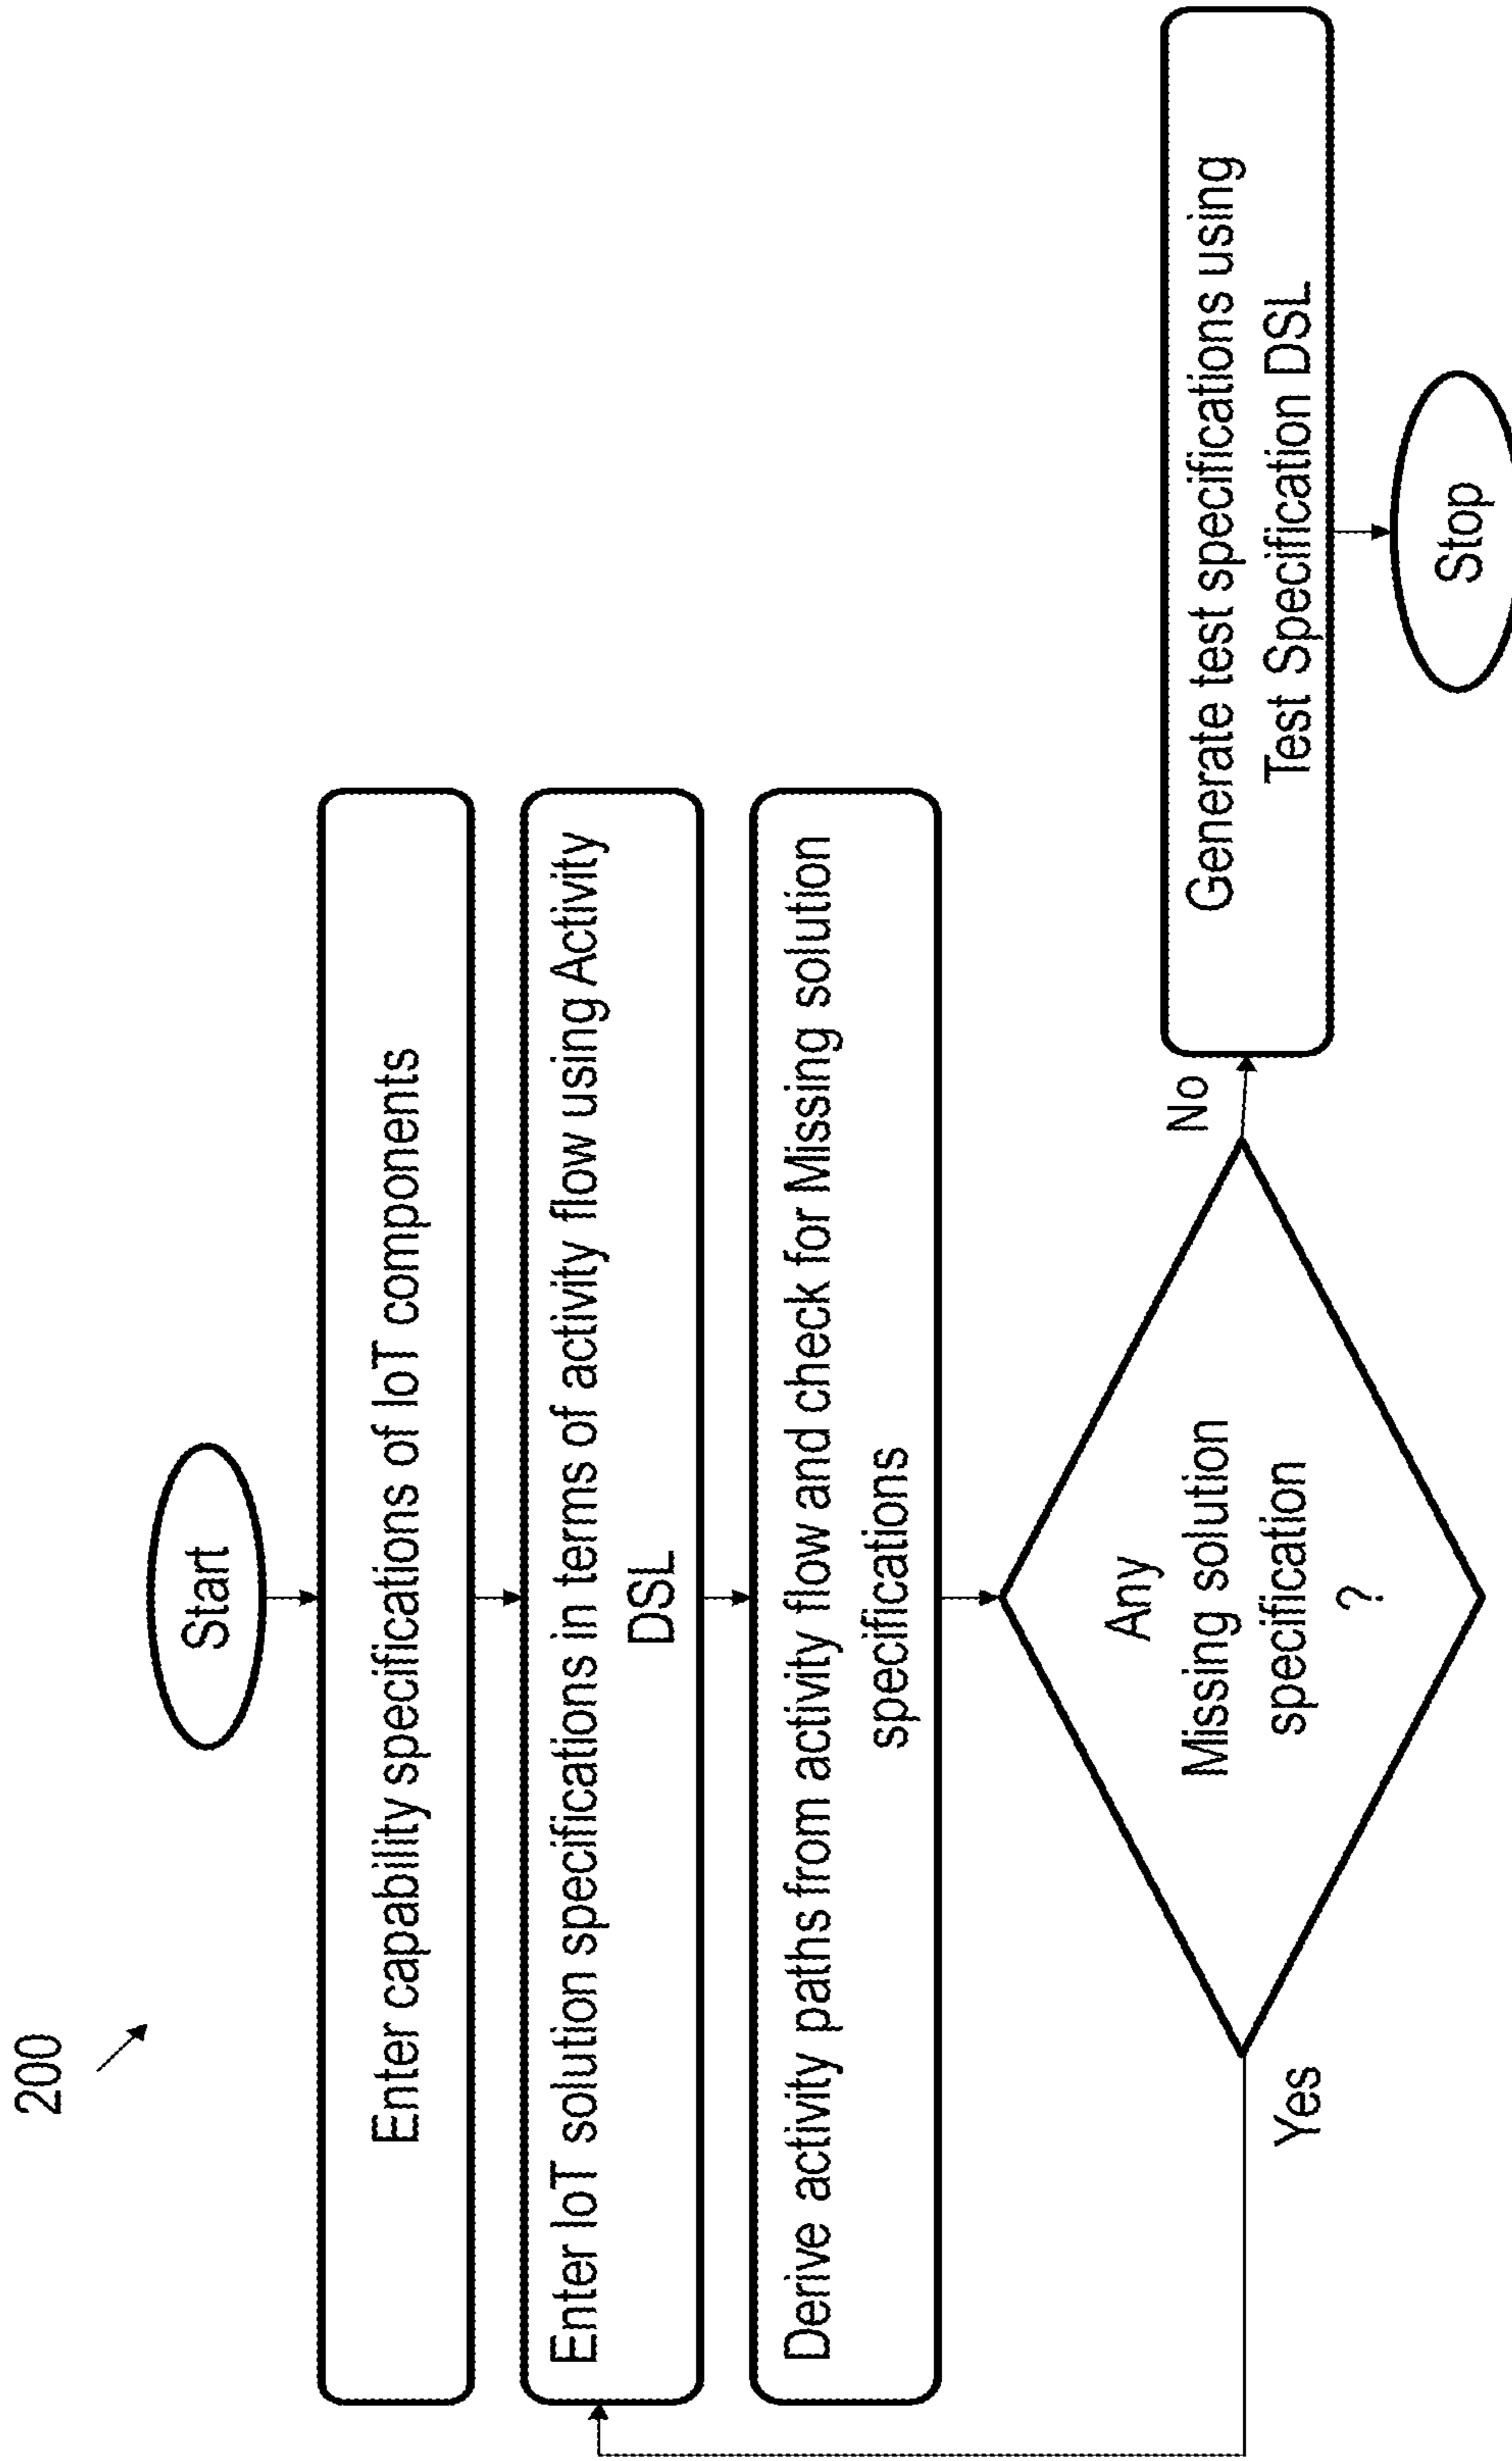 200
Start
Enter capability specifications of IoT components
Enter IoT solution specifications in terms of activity flow using Activity
DSL
Derive activity paths from activity flow and check for Missing solution
specifications
Any
Missing solution
specification
?
Yes
No
Generate test specifications using
Test Specification DSL
Stop